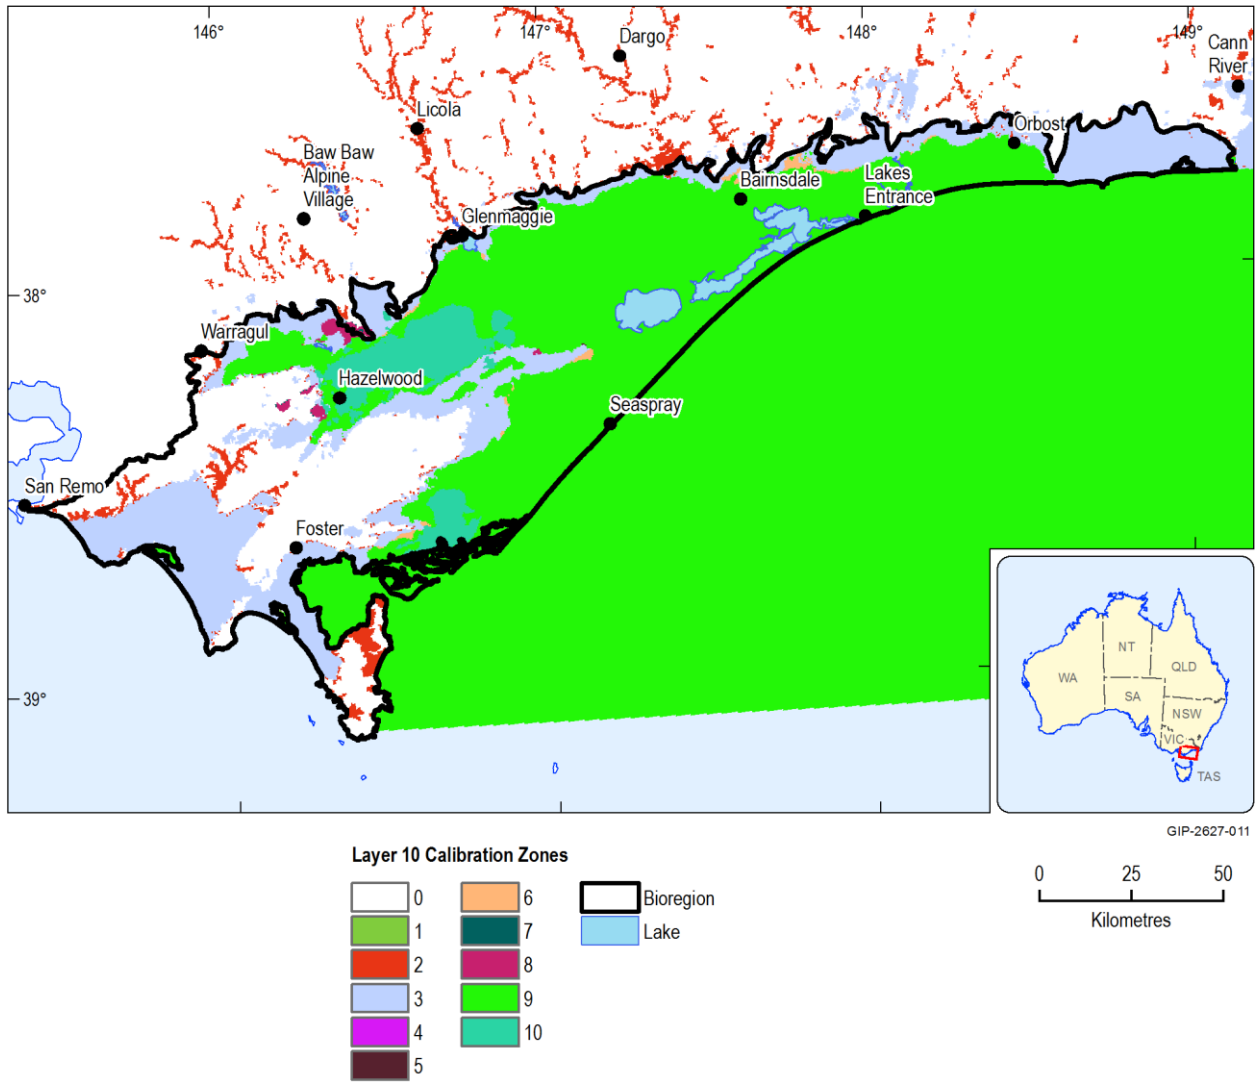 146°
147°
148°
149°
Dargo
Cann
River
Licola
Orbost
Baw Baw
Alpine
Village
Bairnsdale
Lakes
Entrance
Glenmaggie
38°
Warragul
Hazelwood
Seaspray
San Remo
Foster
39°
NT
WA
QLD
SA
NSW
VIC
TAS
GIP-2627-011
Layer 10 Calibration Zones
0
1
2
3
4
5
6
7
8
9
10
Bioregion
Lake
0 25 50
Kilometres